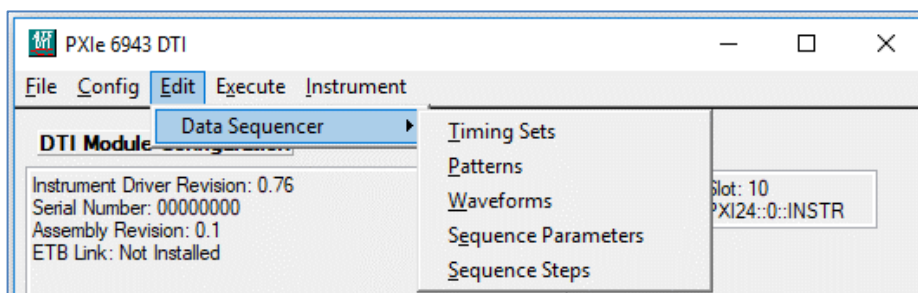 PXIe 6943 DTI
File Config Edit Execute Instrument
Data Sequencer
Timing Sets
Patterns
Waveforms
Sequence Parameters
Sequence Steps
DTI Module Configuration
Instrument Driver Revision: 0.76
Serial Number: 00000000
Assembly Revision: 0.1
ETB Link: Not Installed
Slot: 10
PXI24::0::INSTR